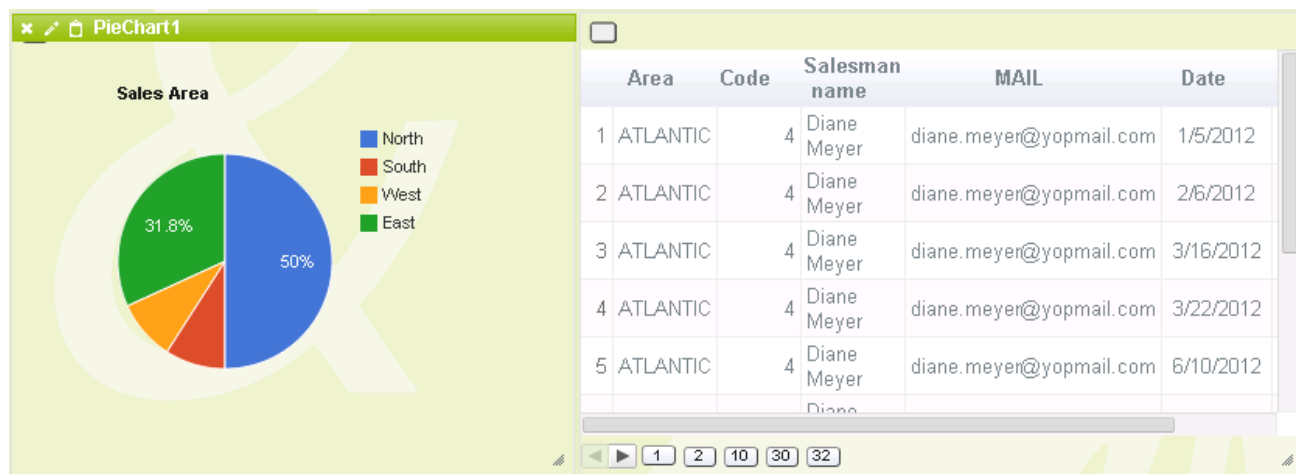 PieChart1
Sales Area
North
South
West
East
31.8%
50%
Area Code Salesman name MAIL Date
1 ATLANTIC 4 Diane Meyer diane.meyer@yopmail.com 1/5/2012
2 ATLANTIC 4 Diane Meyer diane.meyer@yopmail.com 2/6/2012
3 ATLANTIC 4 Diane Meyer diane.meyer@yopmail.com 3/16/2012
4 ATLANTIC 4 Diane Meyer diane.meyer@yopmail.com 3/22/2012
5 ATLANTIC 4 Diane Meyer diane.meyer@yopmail.com 6/10/2012
Diane
1 2 10 30 32